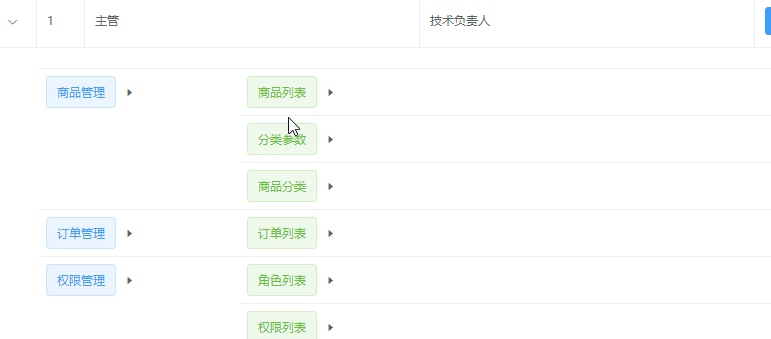 1 主管 技术负责人
商品管理 商品列表
分类参数
商品分类
订单管理 订单列表
权限管理 角色列表
权限列表